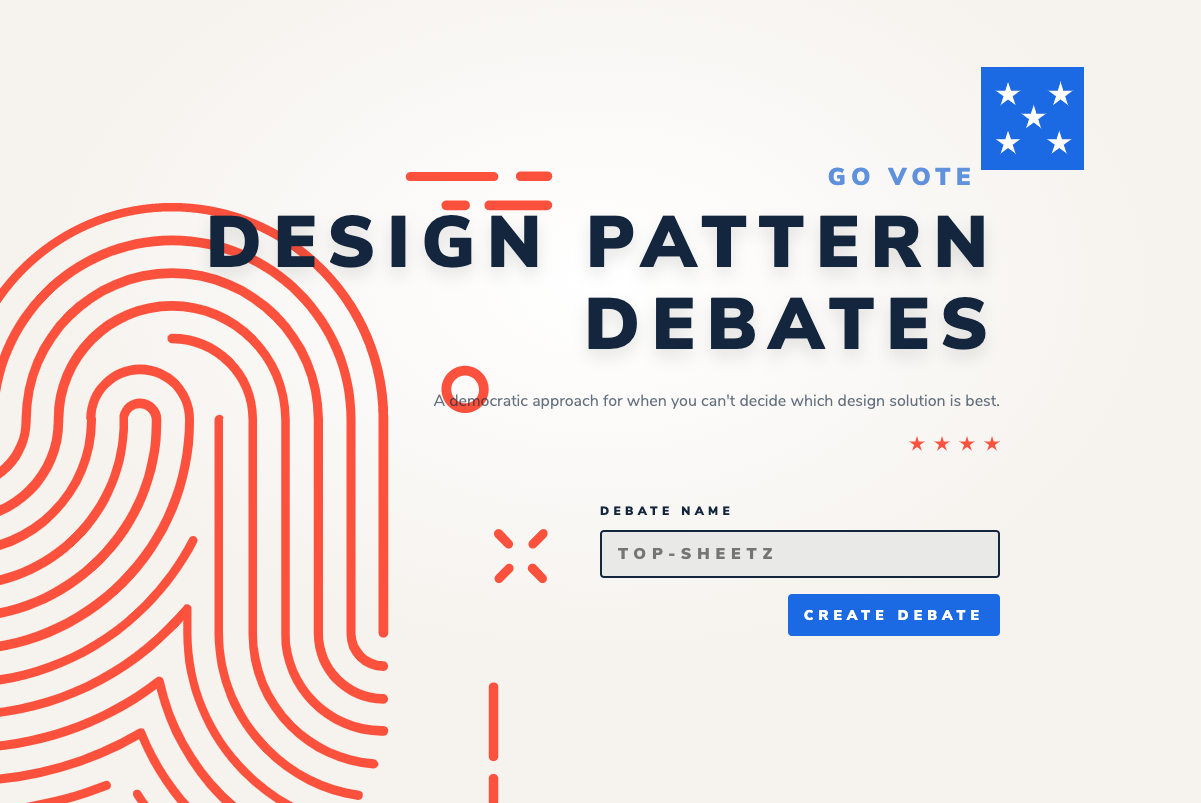 GO VOTE
DESIGN PATTERN
DEBATES
A democratic approach for when you can't decide which design solution is best.
DEBATE NAME
TOP-SHEETZ
CREATE DEBATE